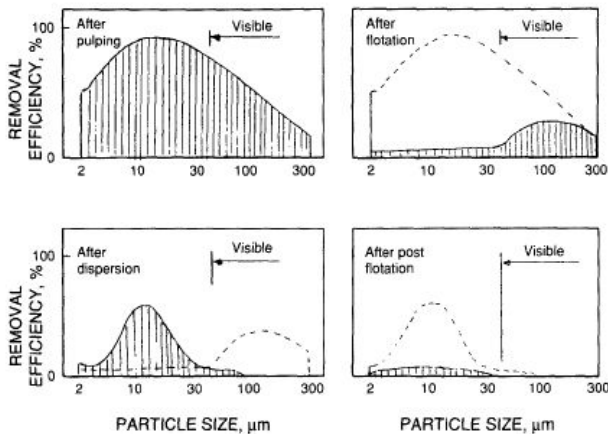 After
pulping
Visible
100
0
2 10 30 100 300
REMOVAL
EFFICIENCY, %
After
flotation
Visible
2 10 30 100 300
After
dispersion
Visible
100
0
2 10 30 100 300
REMOVAL
EFFICIENCY, %
PARTICLE SIZE, μm
After post
flotation
Visible
2 10 30 100 300
PARTICLE SIZE, μm